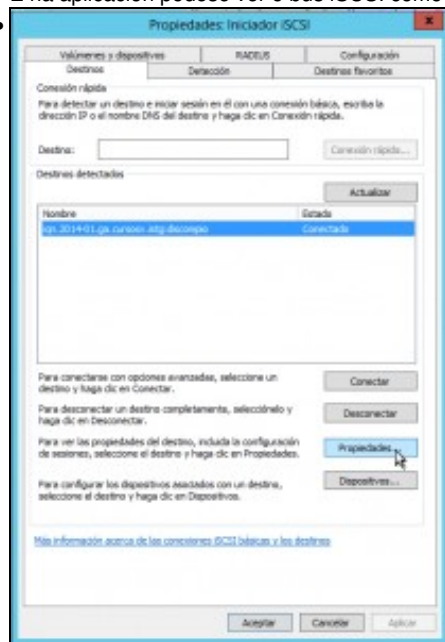 E na aplicación podese ver o bus iSCSI como
Propiedades: Iniciador iSCSI
Volúmenes y dispositivos RADIUS Configuración
Destinos Detección Destinos favoritos
Conexión rápida
Para detectar un destino e iniciar sesión en él con una conexión básica, escriba la
dirección IP o el nombre DNS del destino y haga clic en Conexión rápida.
Destino: Conexión rápida...
Destinos detectados
Actualizar
Nombre Estado
Conectado
Para conectarse con opciones avanzadas, seleccione un
destino y haga clic en Conectar.
Conectar
Para desconectar un destino completamente, selecciónelo y
haga clic en Desconectar.
Desconectar
Para ver las propiedades del destino, incluida la configuración
de sesiones, seleccione el destino y haga clic en Propiedades.
Propiedades...
Para configurar los dispositivos asociados con un destino,
seleccione el destino y haga clic en Dispositivos.
Dispositivos...
Más información acerca de las conexiones iSCSI básicas y los destinos
Aceptar Cancelar Aplicar